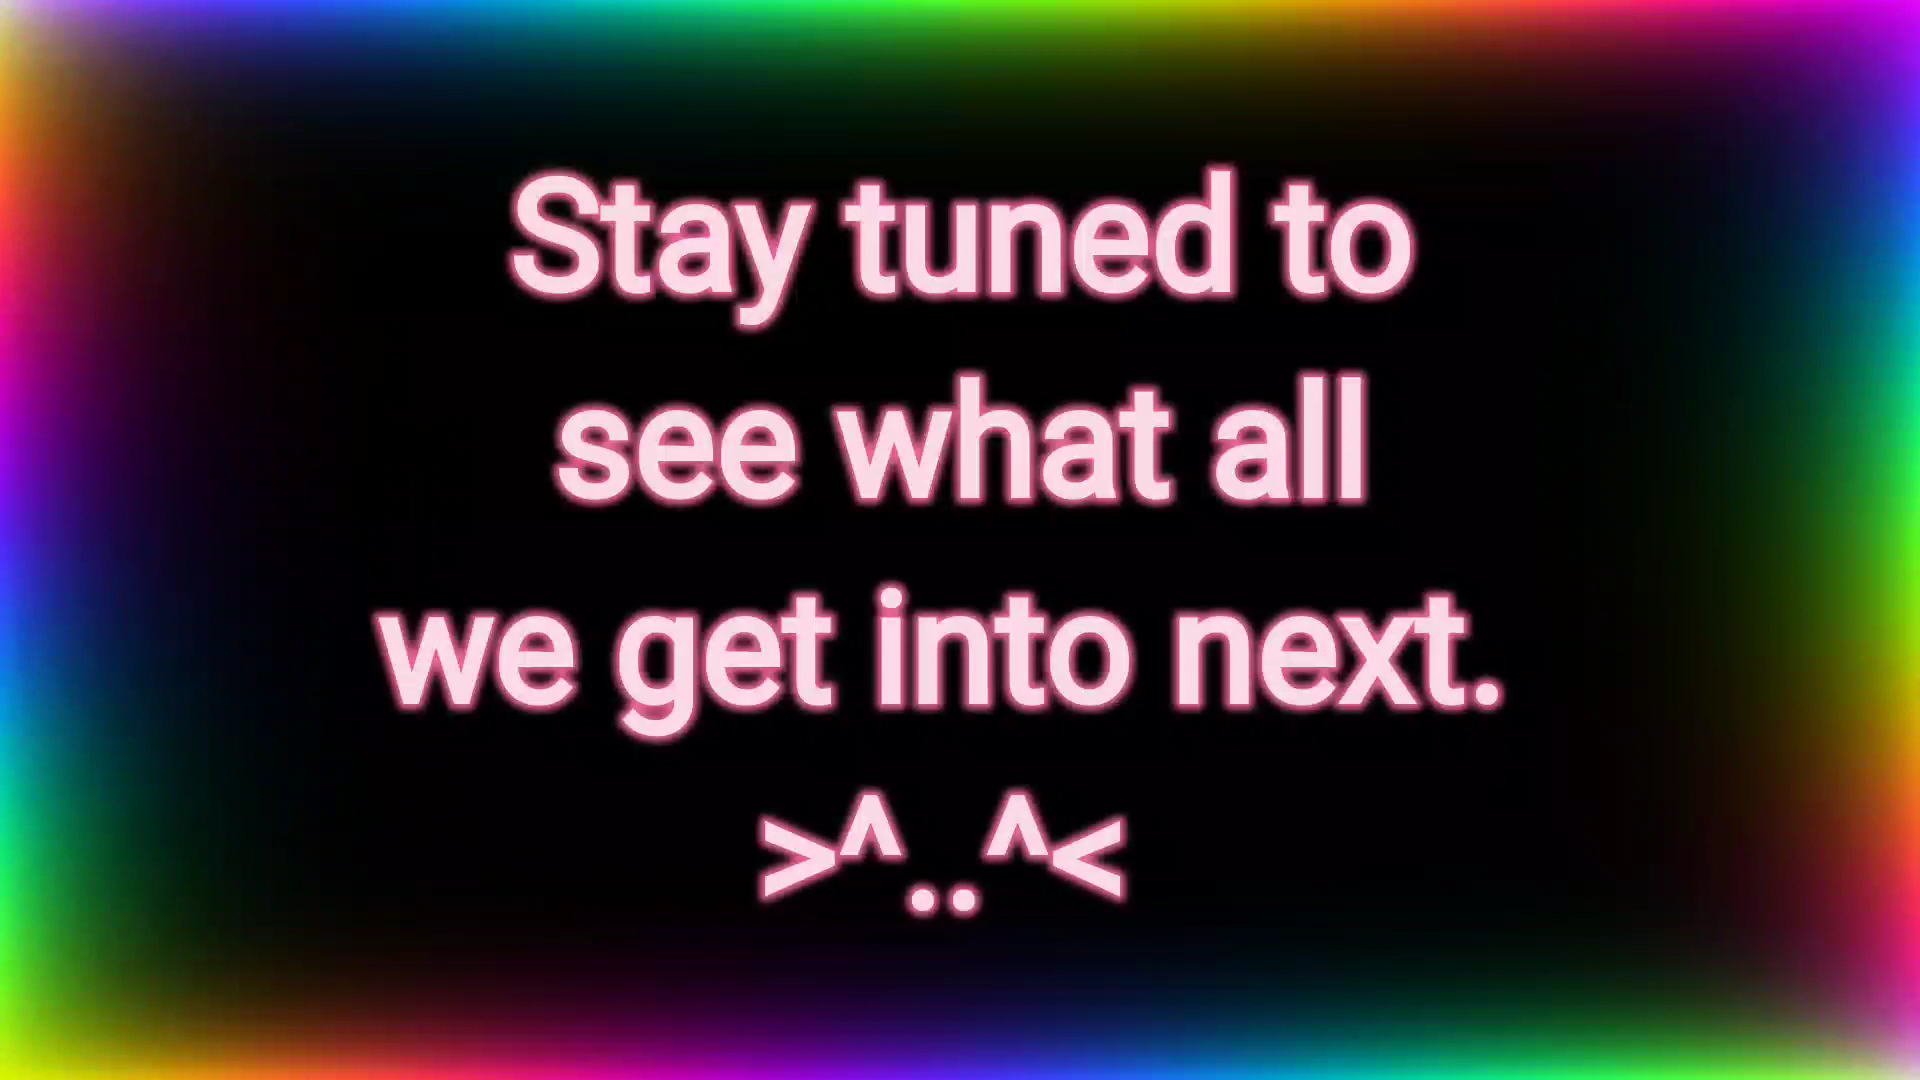 Stay tuned to
see what all
we get into next.
>^..^<